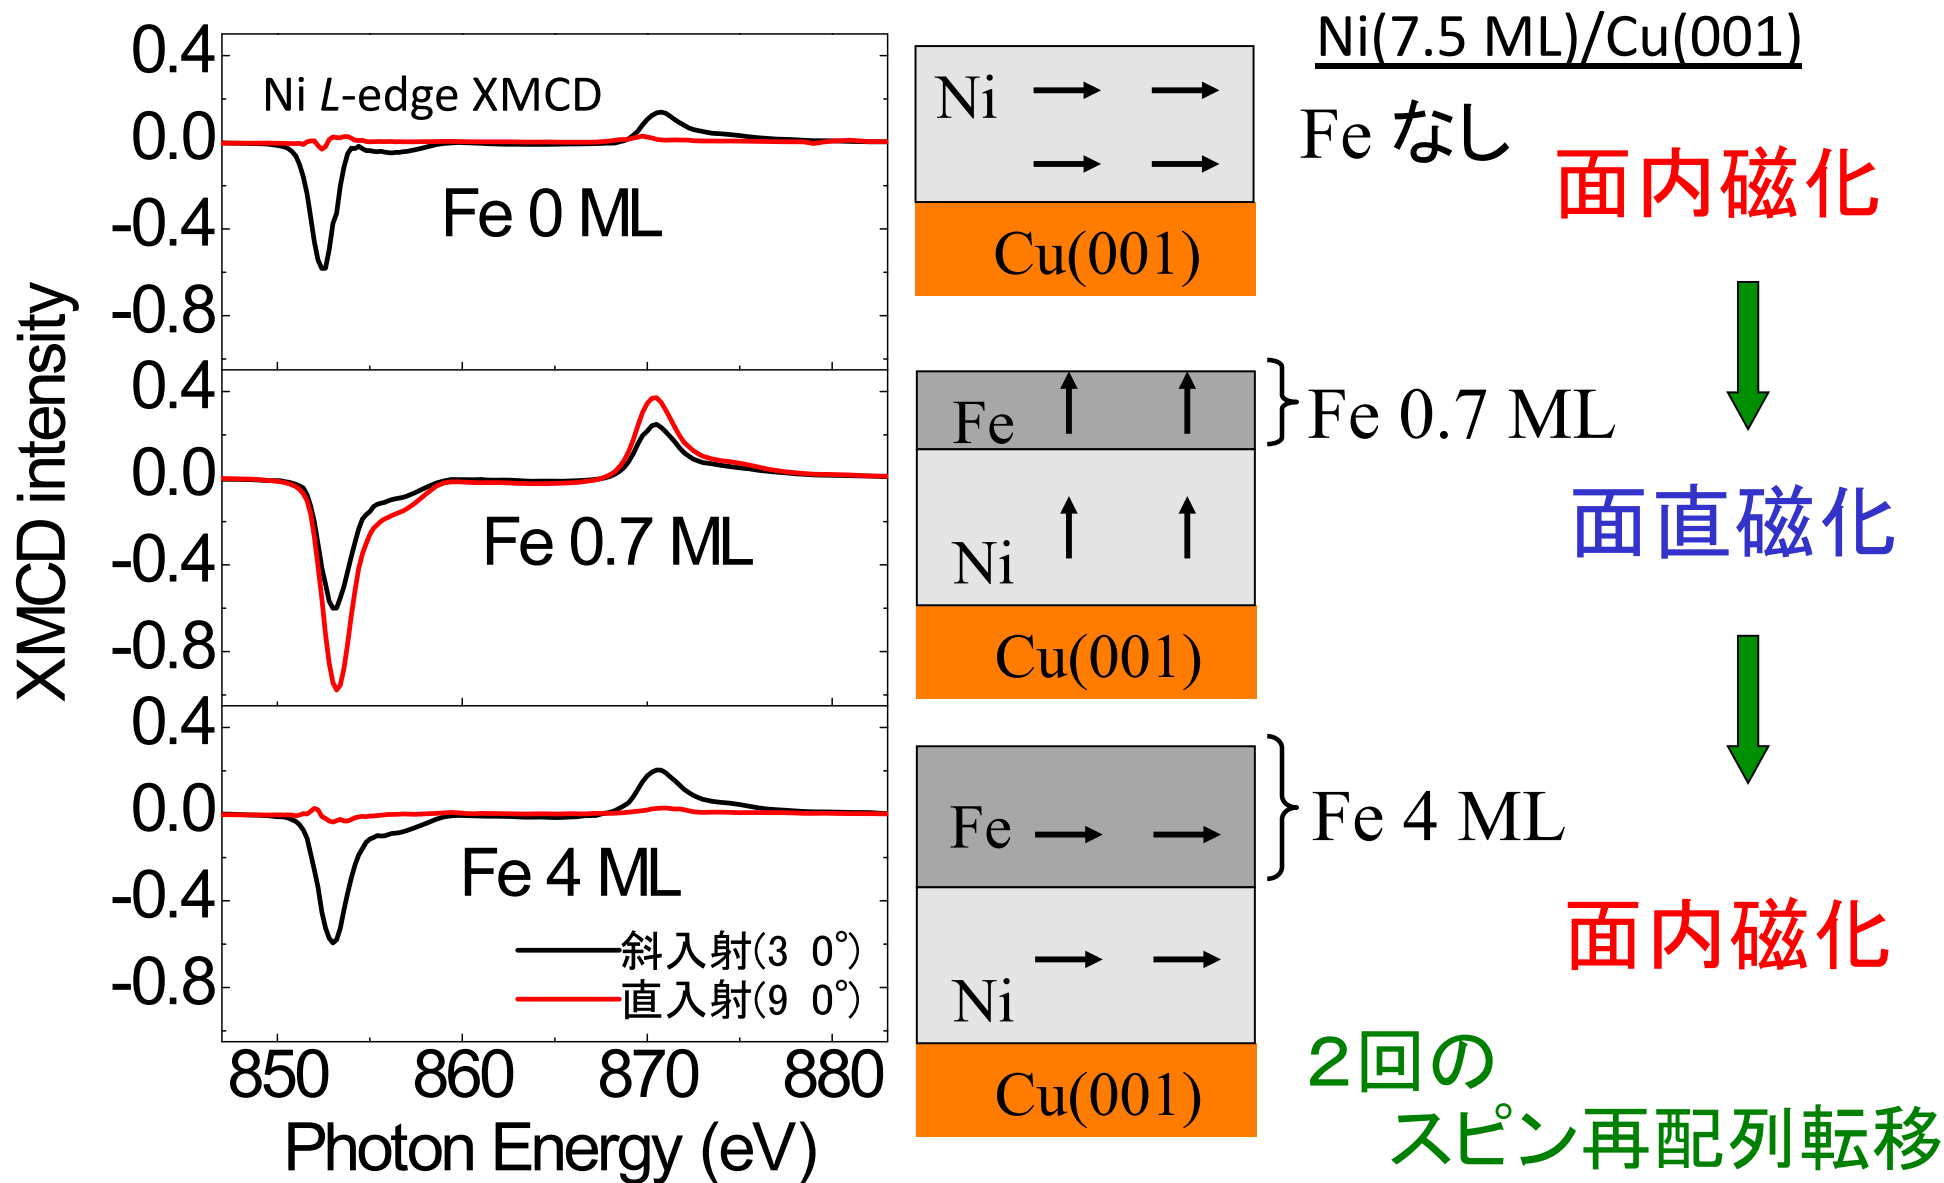 Ni(7.5 ML)/Cu(001)
0.4
0.0
-0.4
-0.8
Ni L-edge XMCD
Fe 0 ML
Ni
Cu(001)
Fe なし
面内磁化
0.4
0.0
-0.4
-0.8
Fe 0.7 ML
Fe
Ni
Cu(001)
Fe 0.7 ML
面直磁化
0.4
0.0
-0.4
-0.8
Fe 4 ML
斜入射(3 0°)
直入射(9 0°)
Fe
Ni
Cu(001)
Fe 4 ML
面内磁化
850 860 870 880
Photon Energy (eV)
XMCD intensity
２回の
スピン再配列転移